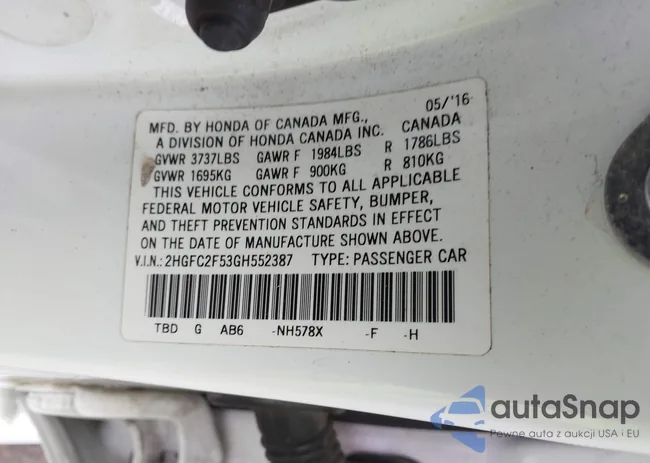 MFD. BY HONDA OF CANADA MFG., 05/'16
A DIVISION OF HONDA CANADA INC. CANADA
GVWR 3737LBS GAWR F 1984LBS R 1786LBS
GVWR 1695KG GAWR F 900KG R 810KG
THIS VEHICLE CONFORMS TO ALL APPLICABLE
FEDERAL MOTOR VEHICLE SAFETY, BUMPER,
AND THEFT PREVENTION STANDARDS IN EFFECT
ON THE DATE OF MANUFACTURE SHOWN ABOVE.
V.I.N.: 2HGFC2F53GH552387 TYPE: PASSENGER CAR
TBD G AB6 -NH578X -F -H
autoSnap
Pewne auta z aukcji USA i EU